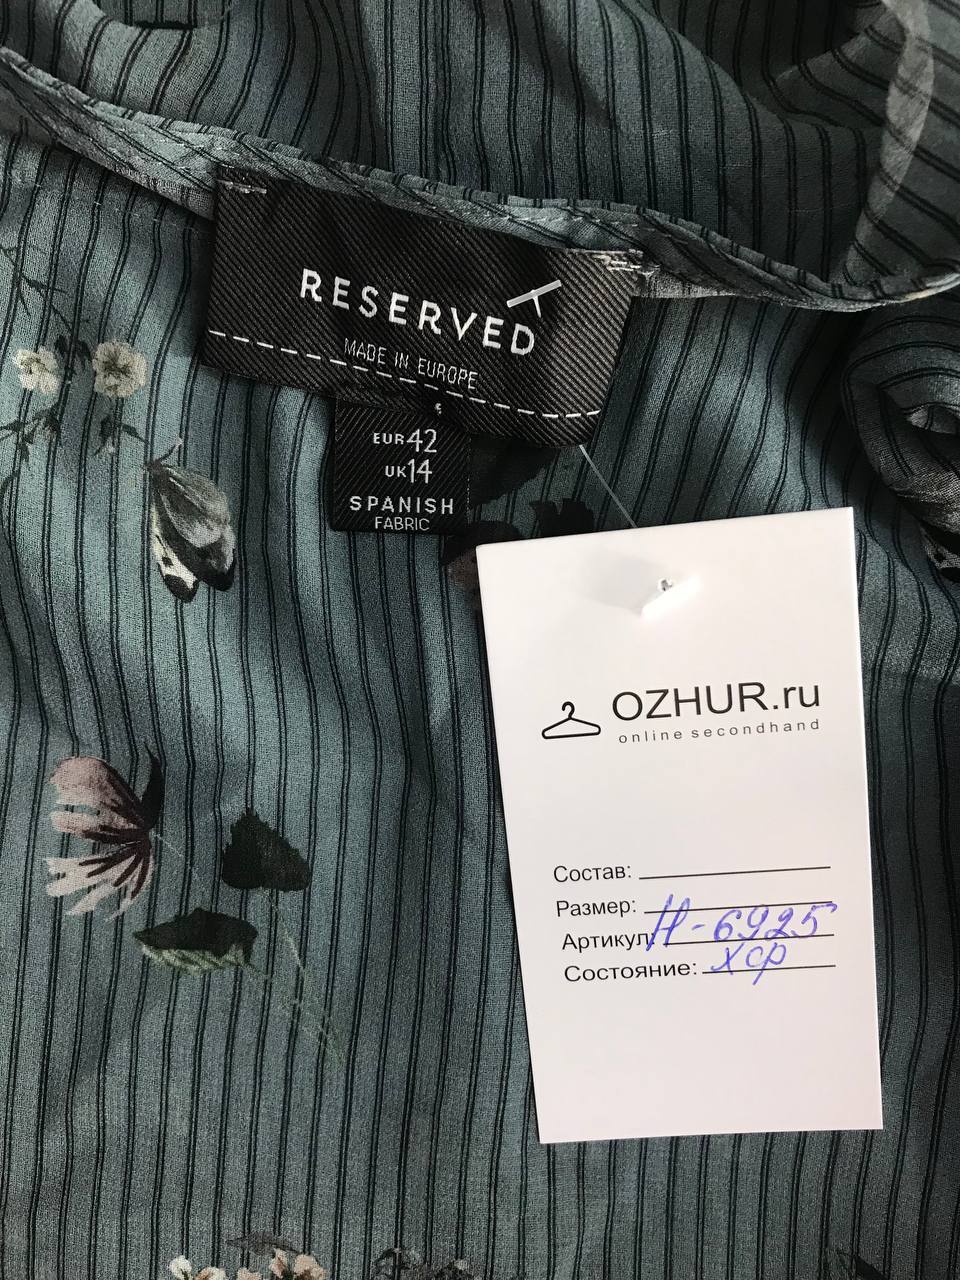 RESERVED
MADE IN EUROPE
EUR 42
UK 14
SPANISH
FABRIC
OZHUR.ru
online secondhand
Состав:
Размер:
Артикул: Н-6925
Состояние: хср